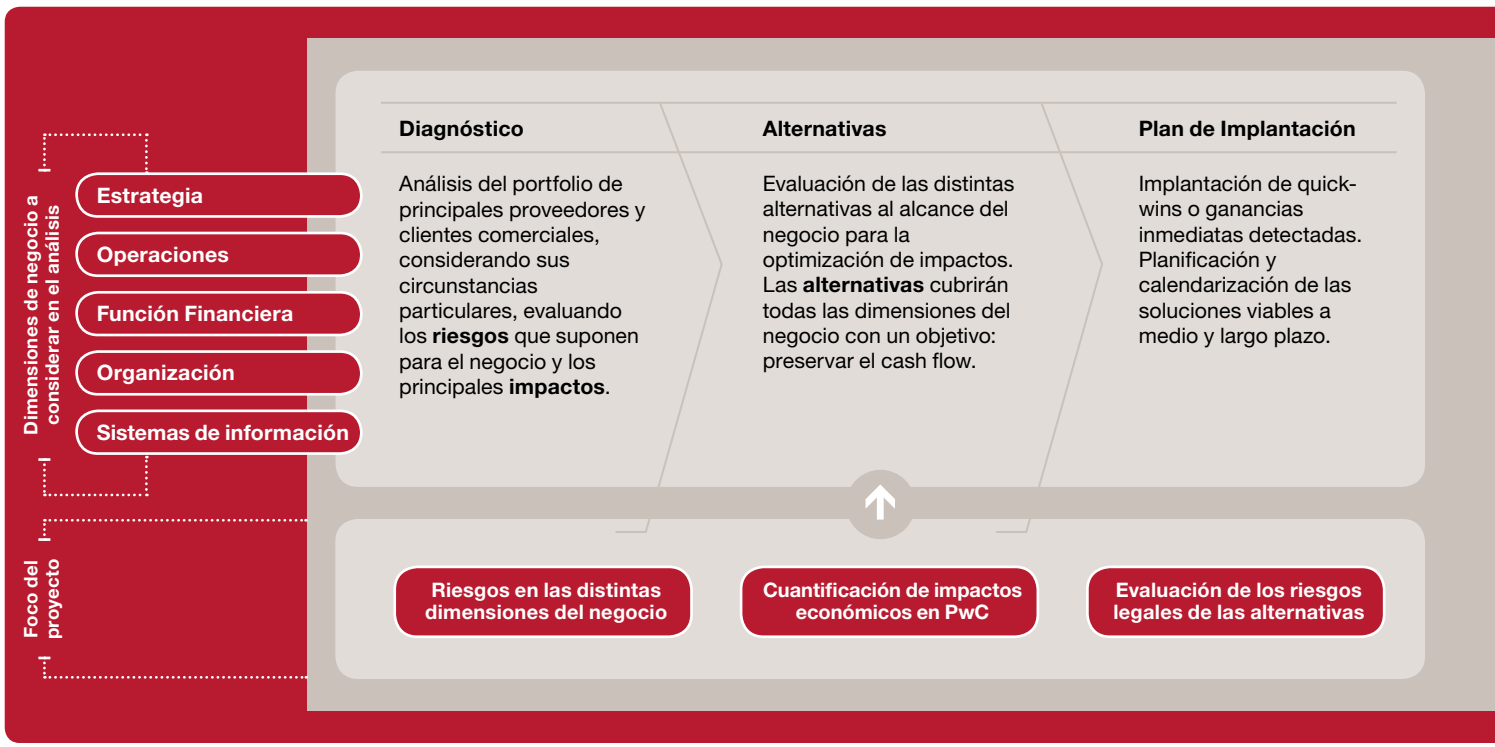 Dimensiones de negocio a
considerar en el análisis
Estrategia
Operaciones
Función Financiera
Organización
Sistemas de información
Diagnóstico
Análisis del portfolio de
principales proveedores y
clientes comerciales,
considerando sus
circunstancias
particulares, evaluando
los riesgos que suponen
para el negocio y los
principales impactos.
Alternativas
Evaluación de las distintas
alternativas al alcance del
negocio para la
optimización de impactos.
Las alternativas cubrirán
todas las dimensiones del
negocio con un objetivo:
preservar el cash flow.
Plan de Implantación
Implantación de quick-
wins o ganancias
inmediatas detectadas.
Planificación y
calendarización de las
soluciones viables a
medio y largo plazo.
Foco del
proyecto
Riesgos en las distintas
dimensiones del negocio
Cuantificación de impactos
económicos en PwC
Evaluación de los riesgos
legales de las alternativas